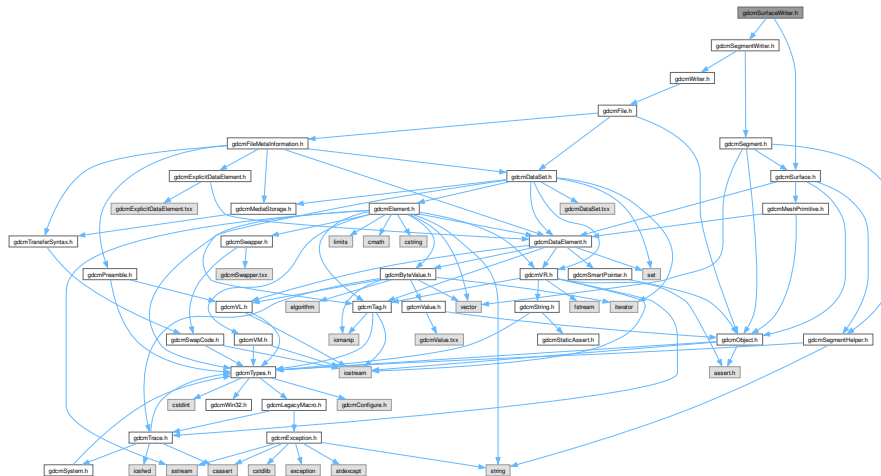 gdcmSurfaceWriter.h
gdcmSegmentWriter.h
gdcmWriter.h
gdcmFile.h
gdcmFileMetaInformation.h
gdcmSegment.h
gdcmExplicitDataElement.h
gdcmDataSet.h
gdcmSurface.h
gdcmExplicitDataElement.txx
gdcmMediaStorage.h
gdcmElement.h
gdcmDataSet.txx
gdcmMeshPrimitive.h
gdcmTransferSyntax.h
gdcmSwapper.h
limits
cmath
cstring
gdcmDataElement.h
gdcmPreamble.h
gdcmSwapper.txx
gdcmByteValue.h
gdcmVR.h
gdcmSmartPointer.h
set
gdcmVL.h
algorithm
gdcmTag.h
gdcmValue.h
vector
gdcmString.h
fstream
iterator
gdcmSwapCode.h
gdcmVM.h
iomanip
gdcmValue.txx
gdcmStaticAssert.h
gdcmObject.h
gdcmSegmentHelper.h
gdcmTypes.h
iostream
assert.h
cstdint
gdcmWin32.h
gdcmLegacyMacro.h
gdcmConfigure.h
gdcmTrace.h
gdcmException.h
gdcmSystem.h
iosfwd
sstream
cassert
cstdlib
exception
stdexcept
string